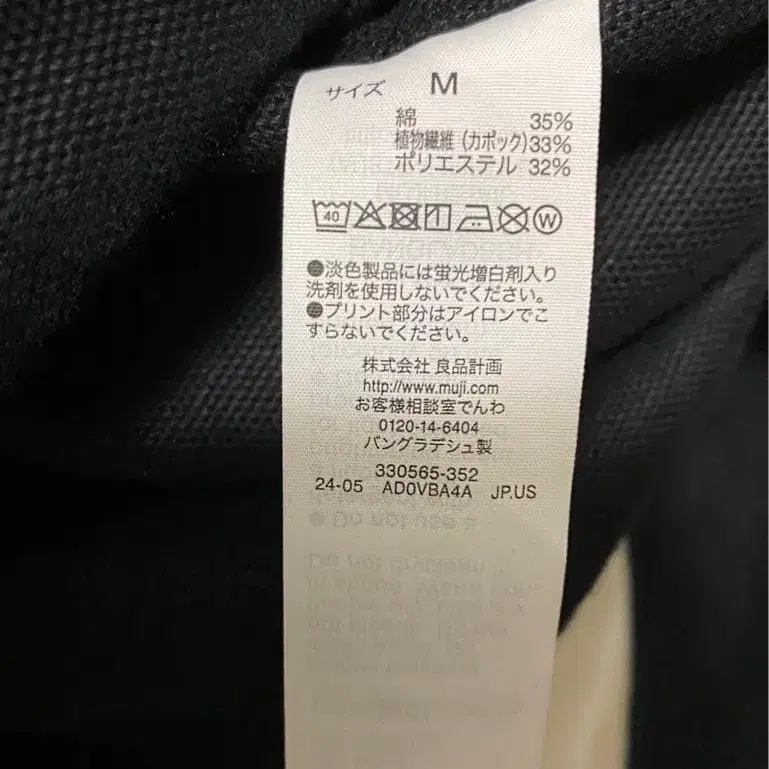 サイズ M
綿 35%
植物繊維(カポック)33%
ポリエステル 32%
40 W
●淡色製品には蛍光増白剤入り
洗剤を使用しないでください。
●プリント部分はアイロンでこ
すらないでください。
株式会社 良品計画
http://www.muji.com
お客様相談室でんわ
0120-14-6404
バングラデシュ製
330565-352
24-05 AD0VBA4A JP.US